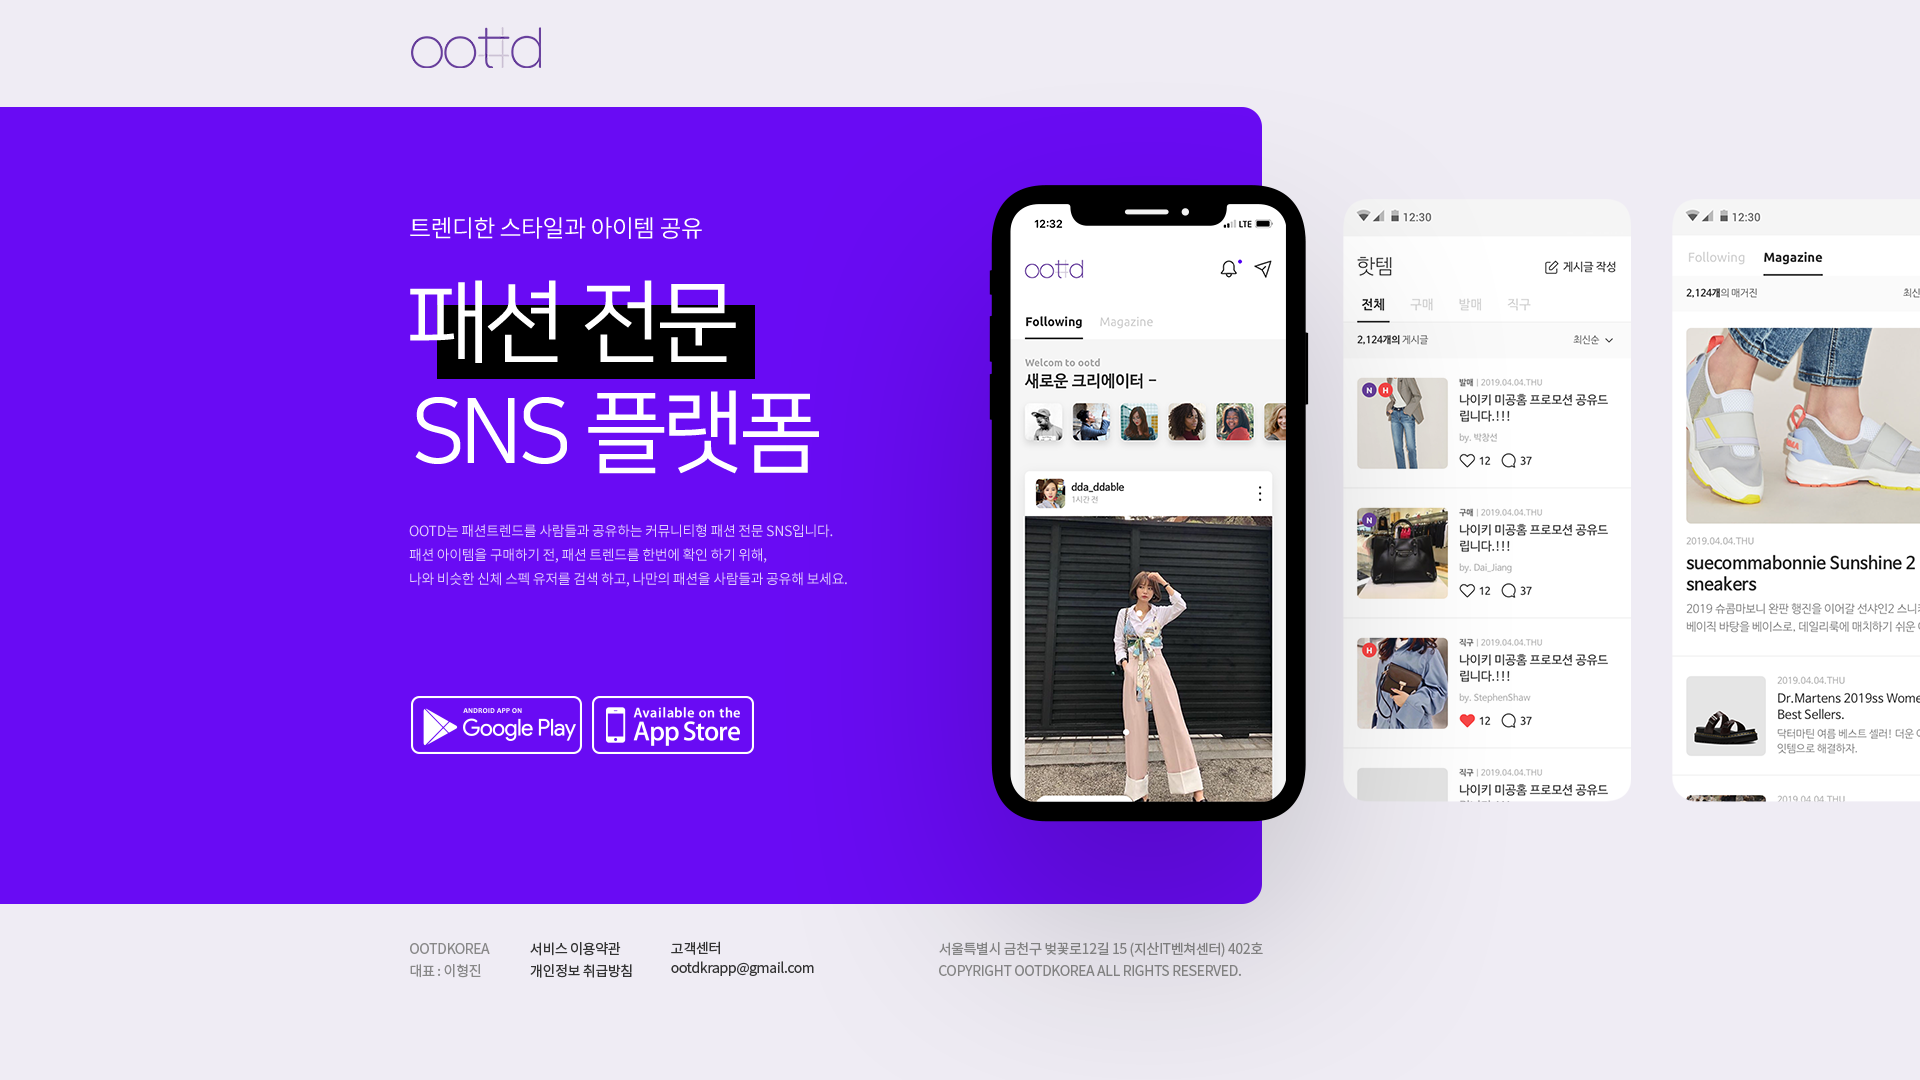 ootd
트렌디한 스타일과 아이템 공유
패션 전문
SNS 플랫폼
OOTD는 패션트렌드를 사람들과 공유하는 커뮤니티형 패션 전문 SNS입니다.
패션 아이템을 구매하기 전, 패션 트렌드를 한번에 확인 하기 위해,
나와 비슷한 신체 스펙 유저를 검색 하고, 나만의 패션을 사람들과 공유해 보세요.
ANDROID APP ON
Google Play
Available on the
App Store
12:32
LTE
ootd
Following Magazine
Welcom to ootd
새로운 크리에이터 –
dda_ddable
1시간 전
12:30
핫템
게시글 작성
전체 구매 발매 직구
2,124개의 게시글
최신순
N H
발매 | 2019.04.04.THU
나이키 미공홈 프로모션 공유드
립니다.!!!
by. 박창선
12 37
N
구매 | 2019.04.04.THU
나이키 미공홈 프로모션 공유드
립니다.!!!
by. Dai_Jiang
12 37
H
직구 | 2019.04.04.THU
나이키 미공홈 프로모션 공유드
립니다.!!!
by. StephenShaw
12 37
직구 | 2019.04.04.THU
나이키 미공홈 프로모션 공유드
12:30
Following Magazine
2,124개의 매거진
최신
2019.04.04.THU
suecommabonnie Sunshine 2
sneakers
2019 슈콤마보니 완판 행진을 이어갈 선샤인2 스니
베이직 바탕을 베이스로, 데일리룩에 매치하기 쉬운
2019.04.04.THU
Dr.Martens 2019ss Wome
Best Sellers.
닥터마틴 여름 베스트 셀러! 더운
잇템으로 해결하자.
2019.04.04.THU
OOTDKOREA
대표 : 이형진
서비스 이용약관
개인정보 취급방침
고객센터
ootdkrapp@gmail.com
서울특별시 금천구 벚꽃로12길 15 (지산IT벤쳐센터) 402호
COPYRIGHT OOTDKOREA ALL RIGHTS RESERVED.